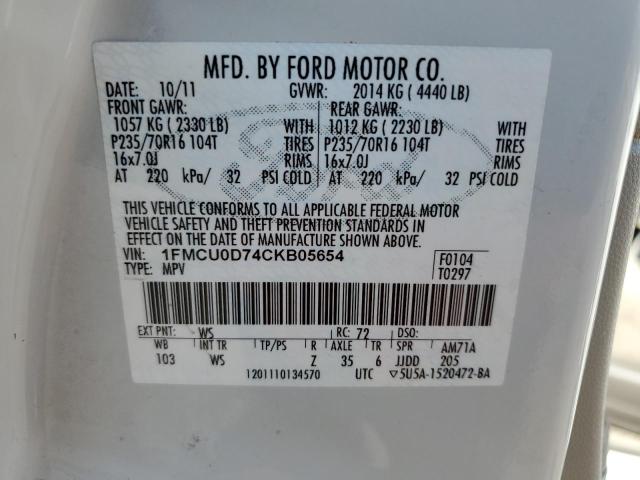 MFD. BY FORD MOTOR CO.
DATE: 10/11 GVWR: 2014 KG ( 4440 LB)
FRONT GAWR: REAR GAWR:
1057 KG ( 2330 LB) WITH 1012 KG ( 2230 LB) WITH
P235/70R16 104T TIRES P235/70R16 104T TIRES
16x7.0J RIMS 16x7.0J RIMS
AT 220 kPa/ 32 PSI COLD AT 220 kPa/ 32 PSI COLD
THIS VEHICLE CONFORMS TO ALL APPLICABLE FEDERAL MOTOR
VEHICLE SAFETY AND THEFT PREVENTION STANDARDS IN
EFFECT ON THE DATE OF MANUFACTURE SHOWN ABOVE.
VIN: 1FMCU0D74CKB05654 F0104
TYPE: MPV T0297
EXT PNT: WS RC: 72 DSO:
WB INT TR TP/PS R AXLE TR SPR AM71A
103 WS Z 35 6 JJDD 205
1201110134570 UTC ▽5U5A-1520472-BA